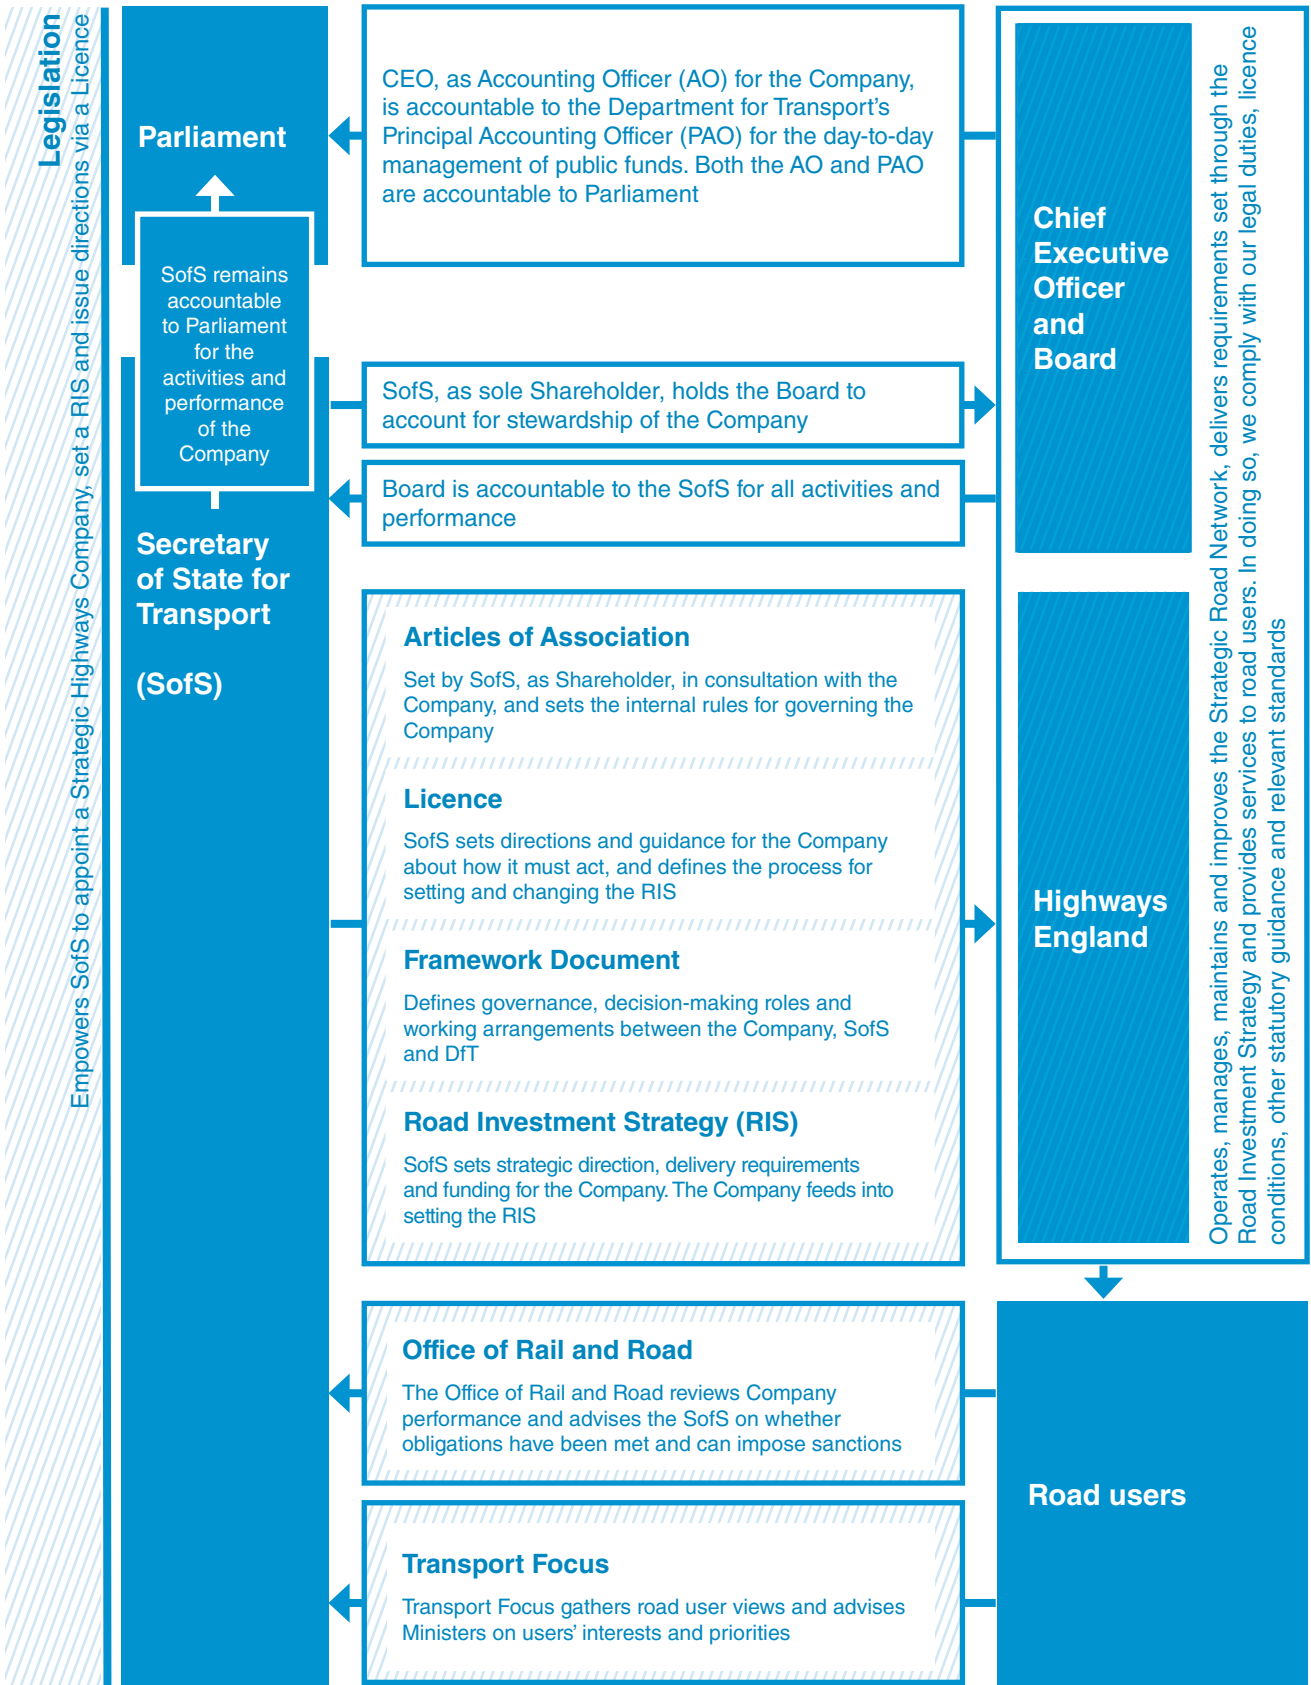 Legislation
Empowers SofS to appoint a Strategic Highways Company, set a RIS and issue directions via a Licence
Parliament
SofS remains
accountable
to Parliament
for the
activities and
performance
of the
Company
Secretary
of State for
Transport
(SofS)
CEO, as Accounting Officer (AO) for the Company,
is accountable to the Department for Transport's
Principal Accounting Officer (PAO) for the day-to-day
management of public funds. Both the AO and PAO
are accountable to Parliament
SofS, as sole Shareholder, holds the Board to
account for stewardship of the Company
Board is accountable to the SofS for all activities and
performance
Articles of Association
Set by SofS, as Shareholder, in consultation with the
Company, and sets the internal rules for governing the
Company
Licence
SofS sets directions and guidance for the Company
about how it must act, and defines the process for
setting and changing the RIS
Framework Document
Defines governance, decision-making roles and
working arrangements between the Company, SofS
and DfT
Road Investment Strategy (RIS)
SofS sets strategic direction, delivery requirements
and funding for the Company. The Company feeds into
setting the RIS
Office of Rail and Road
The Office of Rail and Road reviews Company
performance and advises the SofS on whether
obligations have been met and can impose sanctions
Transport Focus
Transport Focus gathers road user views and advises
Ministers on users' interests and priorities
Chief
Executive
Officer
and
Board
Highways
England
Operates, manages, maintains and improves the Strategic Road Network, delivers requirements set through the
Road Investment Strategy and provides services to road users. In doing so, we comply with our legal duties, licence
conditions, other statutory guidance and relevant standards
Road users